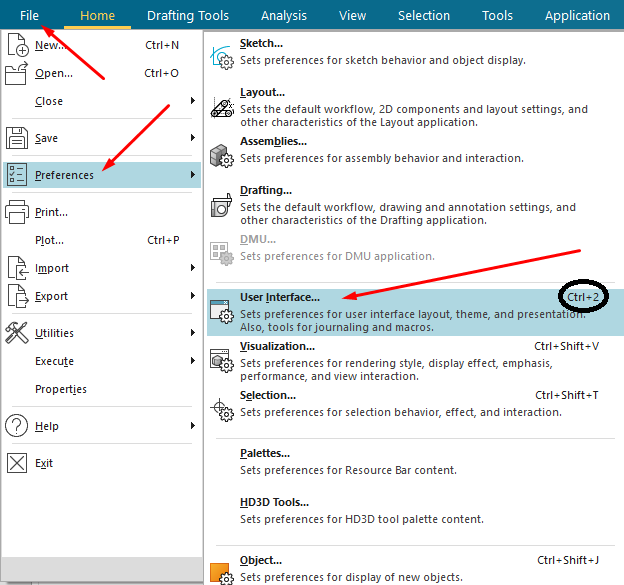 File Home Drafting Tools Analysis View Selection Tools Application
New... Ctrl+N
Open... Ctrl+O
Close
Save
Preferences
Print...
Plot... Ctrl+P
Import
Export
Utilities
Execute
Properties
Help
Exit
Sketch...
Sets preferences for sketch behavior and object display.
Layout...
Sets the default workflow, 2D components and layout settings, and
other characteristics of the Layout application.
Assemblies...
Sets preferences for assembly behavior and interaction.
Drafting...
Sets the default workflow, drawing and annotation settings, and
other characteristics of the Drafting application.
DMU...
Sets preferences for DMU application.
User Interface... Ctrl+2
Sets preferences for user interface layout, theme, and presentation.
Also, tools for journaling and macros.
Visualization... Ctrl+Shift+V
Sets preferences for rendering style, display effect, emphasis,
performance, and view interaction.
Selection... Ctrl+Shift+T
Sets preferences for selection behavior, effect, and interaction.
Palettes...
Sets preferences for Resource Bar content.
HD3D Tools...
Sets preferences for HD3D tool palette content.
Object... Ctrl+Shift+J
Sets preferences for display of new objects.